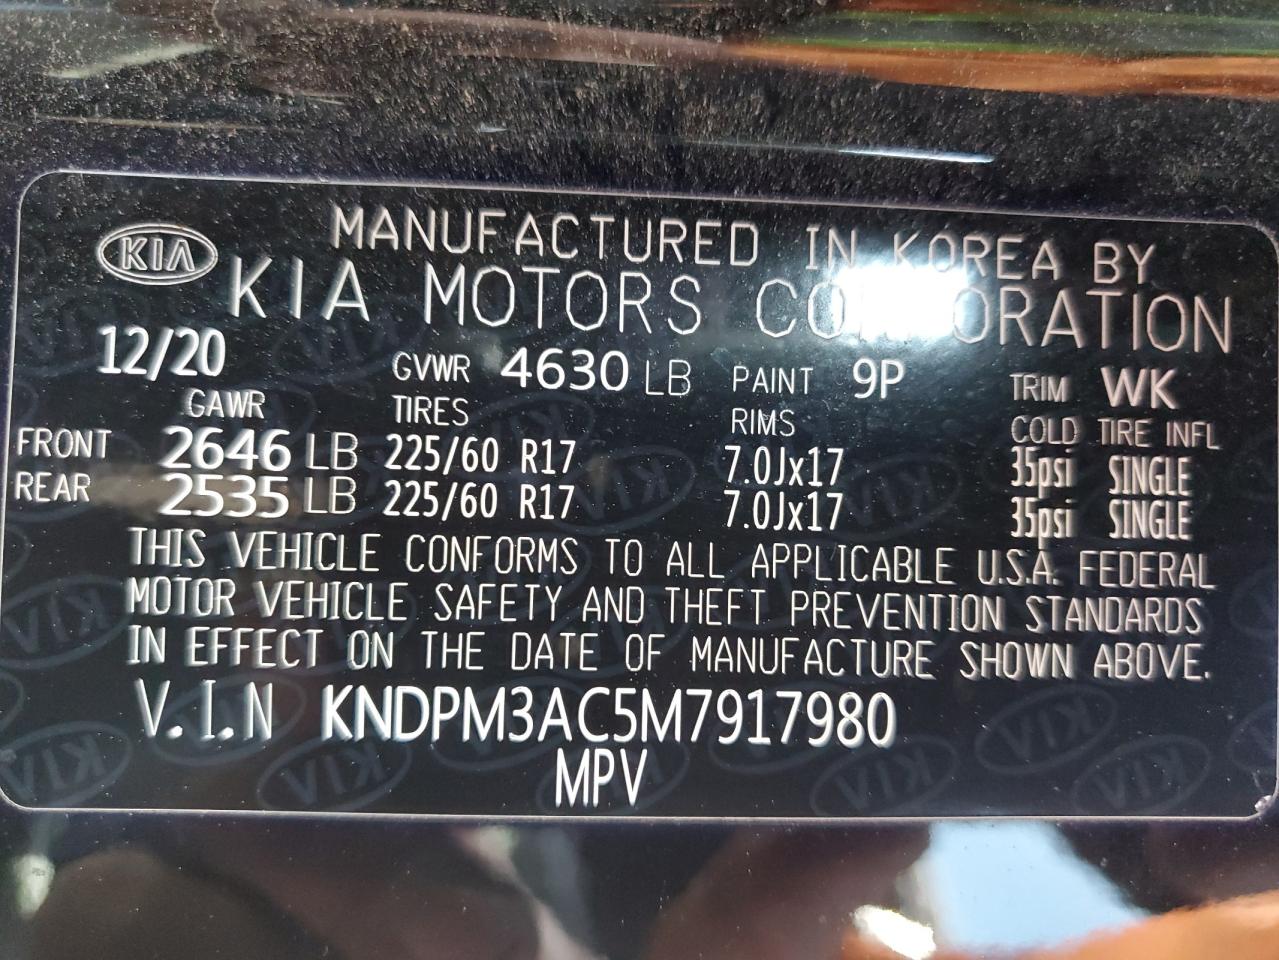 KIA MANUFACTURED IN KOREA BY
KIA MOTORS CORPORATION
12/20 GVWR 4630 LB PAINT 9P TRIM WK
GAWR TIRES RIMS COLD TIRE INFL
FRONT 2646 LB 225/60 R17 7.0Jx17 35psi SINGLE
REAR 2535 LB 225/60 R17 7.0Jx17 35psi SINGLE
THIS VEHICLE CONFORMS TO ALL APPLICABLE U.S.A. FEDERAL
MOTOR VEHICLE SAFETY AND THEFT PREVENTION STANDARDS
IN EFFECT ON THE DATE OF MANUFACTURE SHOWN ABOVE.
V.I.N KNDPM3AC5M7917980
MPV